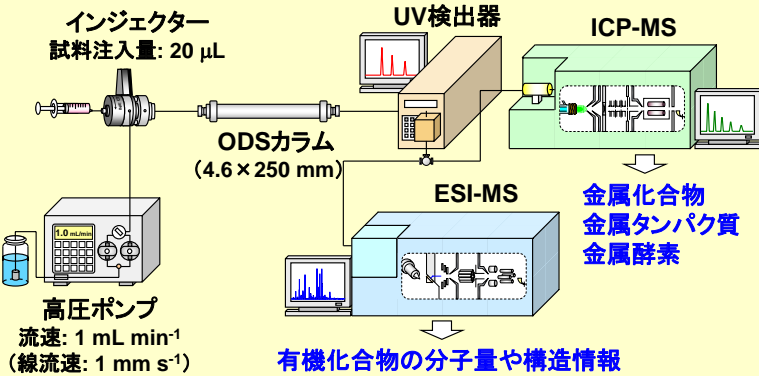 インジェクター
試料注入量: 20 μL
UV検出器
ICP-MS
ODSカラム
(4.6×250 mm)
ESI-MS
金属化合物
金属タンパク質
金属酵素
1.0 mL/min
高圧ポンプ
流速: 1 mL min-1
(線流速: 1 mm s-1)
有機化合物の分子量や構造情報